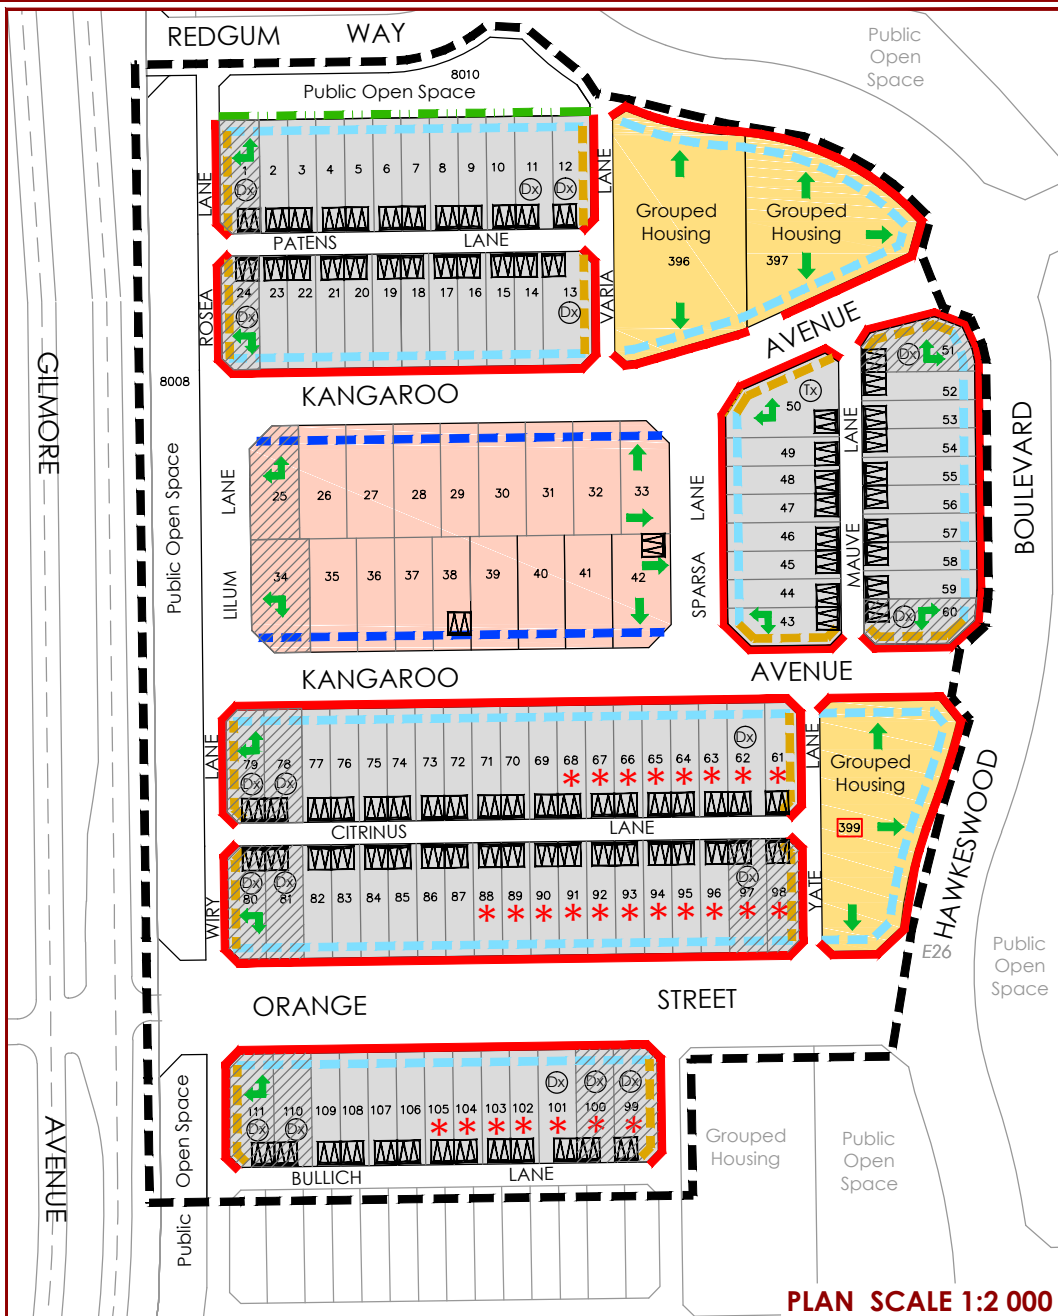 REDGUM WAY
Public
Open
Space
8010
Public Open Space
LANE
1 2 3 4 5 6 7 8 9 10 11 12
Dx Dx Dx
LANE
PATENS LANE
Grouped
Housing
396
Grouped
Housing
397
ROSEA
24 23 22 21 20 19 18 17 16 15 14 13
Dx Dx
VARIA
AVENUE
KANGAROO
GILMORE
8008
Public Open Space
LILUM LANE
25 26 27 28 29 30 31 32 33
34 35 36 37 38 39 40 41 42
SPARSA LANE
Tx
50
49
48
47
46
45
44
43
MAUVE LANE
Dx
51
52
53
54
55
56
57
58
59
Dx 60
BOULEVARD
KANGAROO AVENUE
LANE
79 78 77 76 75 74 73 72 71 70 69 68 67 66 65 64 63 62 61
Dx Dx Dx
* * * * * * * *
CITRINUS LANE
LANE
Grouped
Housing
399
WIRY
Dx Dx Dx
80 81 82 83 84 85 86 87 88 89 90 91 92 93 94 95 96 97 98
* * * * * * * * * * *
YATE
HAWKESWOOD
E26
Public
Open
Space
ORANGE STREET
Dx Dx Dx
111 110 109 108 107 106 105 104 103 102 101 100 99
Dx Dx
* * * * * * *
BULLICH LANE
AVENUE
Public Open Space
Grouped
Housing
Public
Open
Space
PLAN SCALE 1:2 000